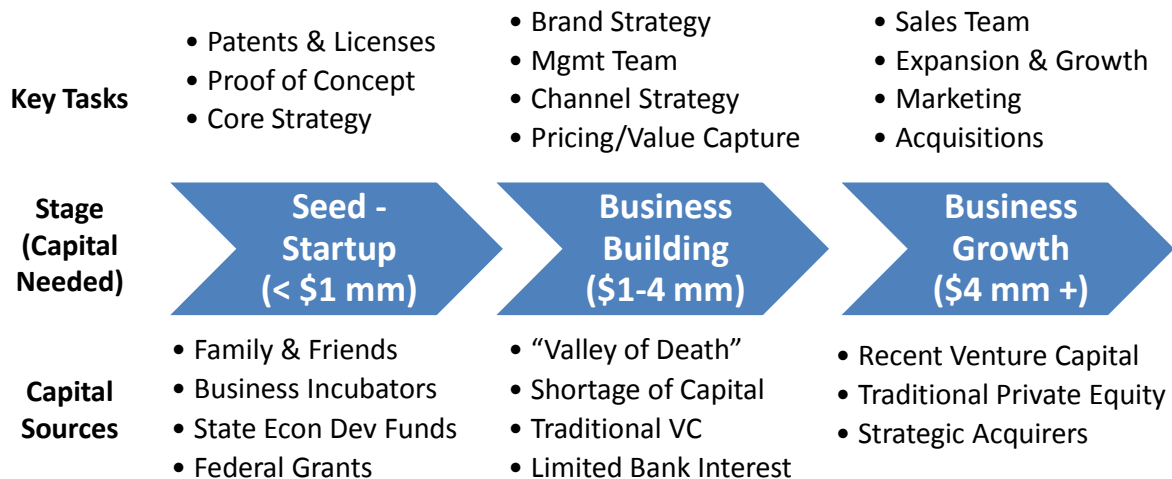 Key Tasks
• Patents & Licenses
• Proof of Concept
• Core Strategy
• Brand Strategy
• Mgmt Team
• Channel Strategy
• Pricing/Value Capture
• Sales Team
• Expansion & Growth
• Marketing
• Acquisitions
Stage
(Capital
Needed)
Seed -
Startup
(< $1 mm)
Business
Building
($1-4 mm)
Business
Growth
($4 mm +)
Capital
Sources
• Family & Friends
• Business Incubators
• State Econ Dev Funds
• Federal Grants
• “Valley of Death”
• Shortage of Capital
• Traditional VC
• Limited Bank Interest
• Recent Venture Capital
• Traditional Private Equity
• Strategic Acquirers